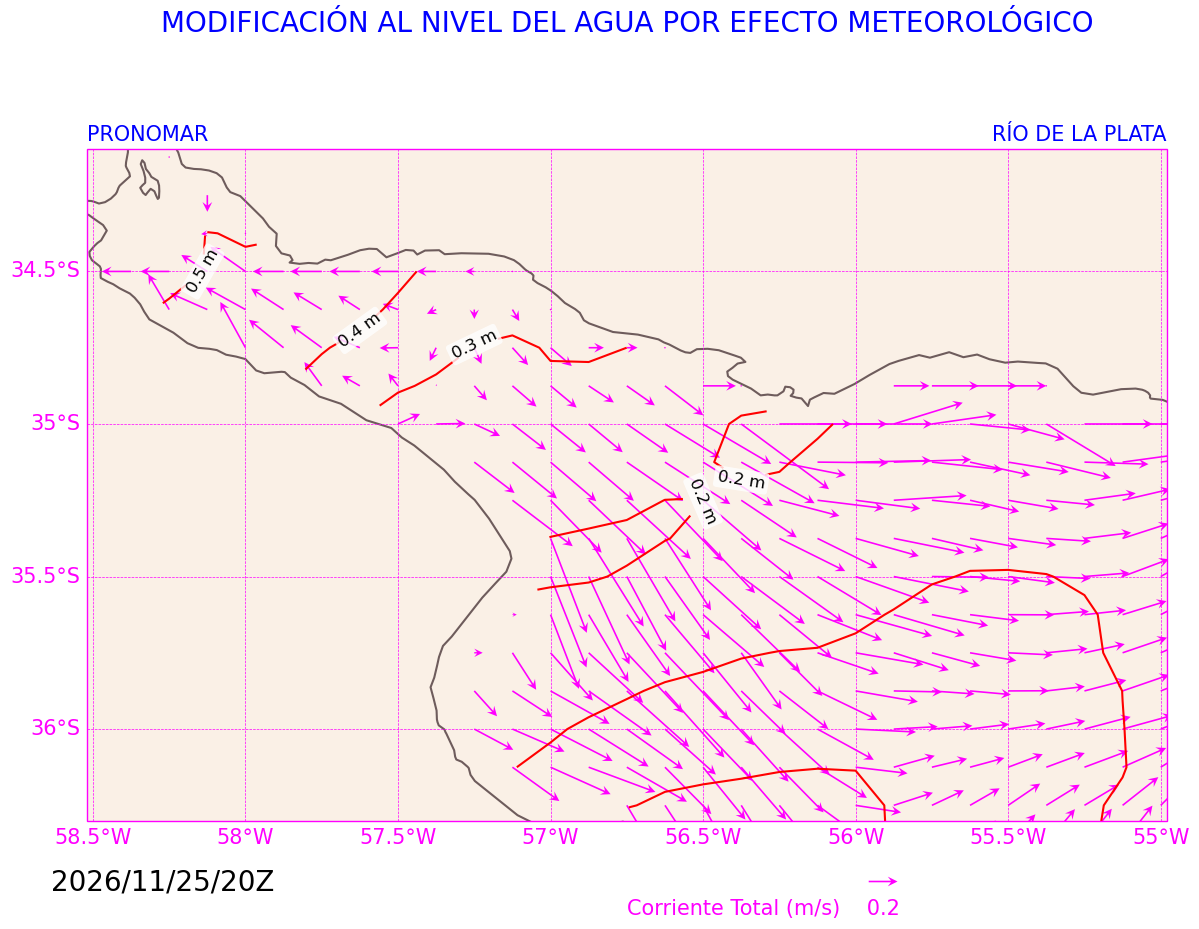 MODIFICACIÓN AL NIVEL DEL AGUA POR EFECTO METEOROLÓGICO
PRONOMAR
RÍO DE LA PLATA
0.5 m
34.5°S
0.4 m
0.3 m
35°S
0.2 m
0.2 m
35.5°S
36°S
58.5°W
58°W
57.5°W
57°W
56.5°W
56°W
55.5°W
55°W
2026/11/25/20Z
Corriente Total (m/s)
0.2